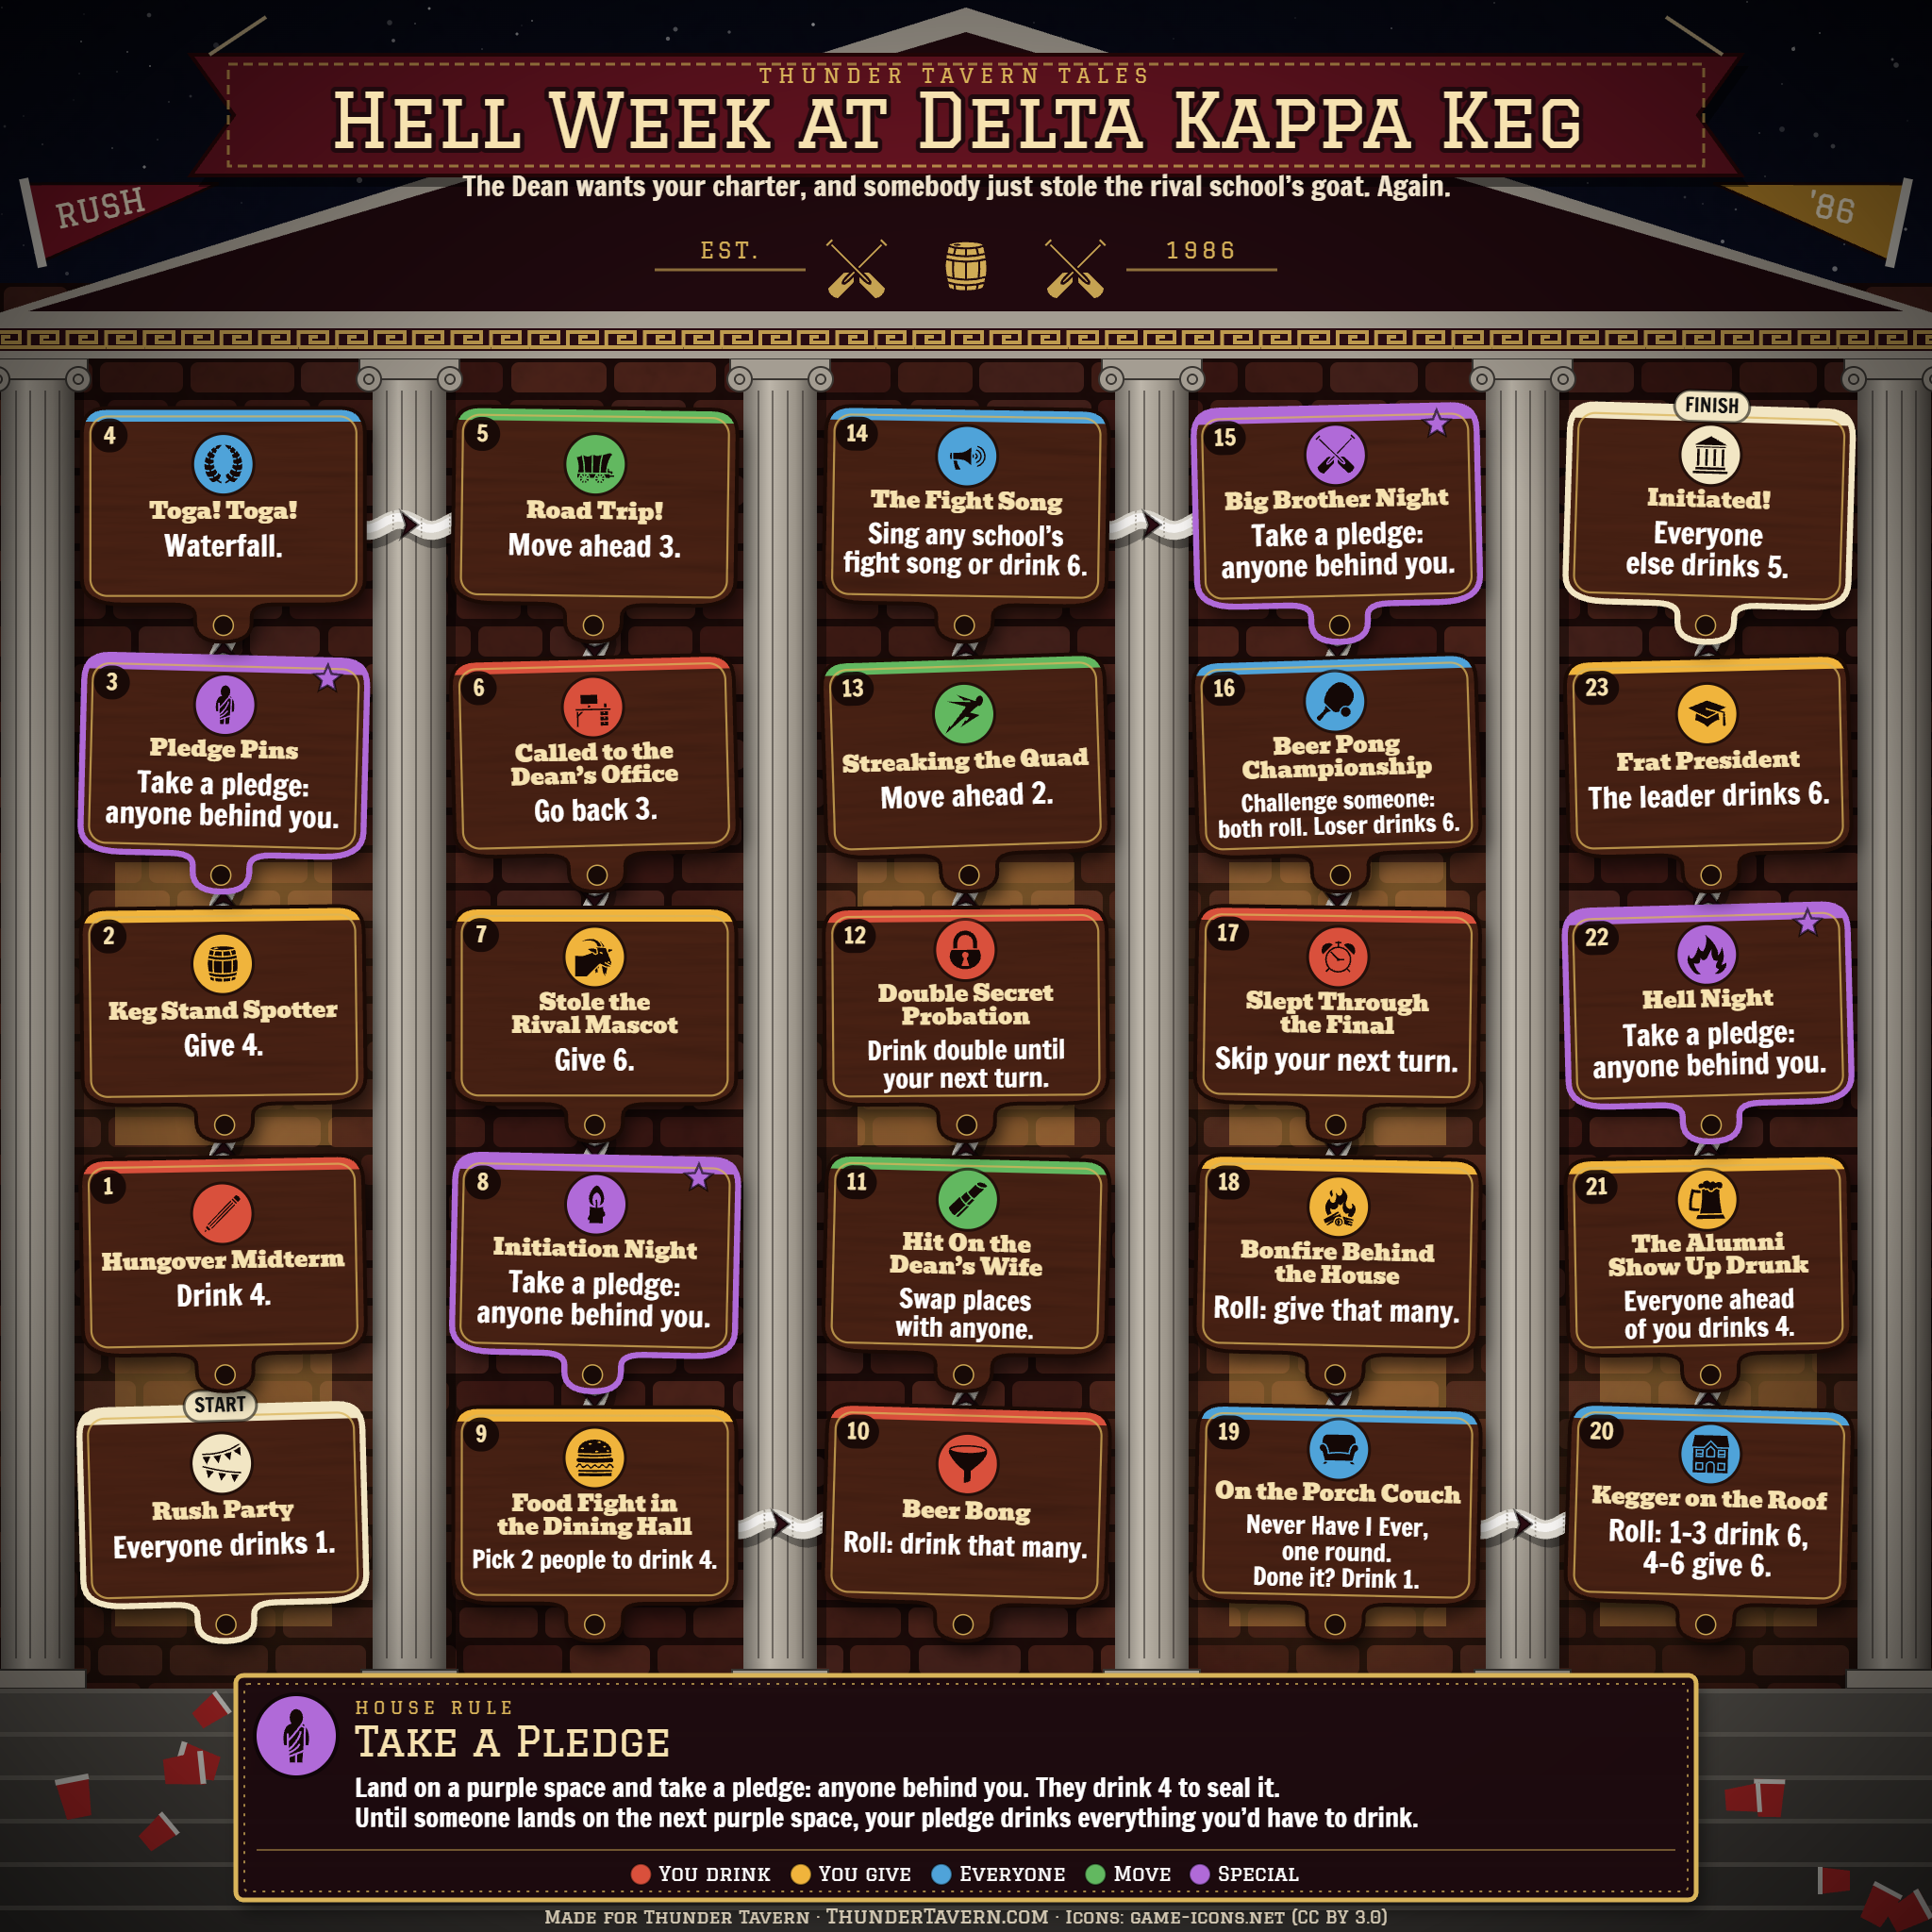 THUNDER TAVERN TALES
HELL WEEK AT DELTA KAPPA KEG
The Dean wants your charter, and somebody just stole the rival school's goat. Again.
RUSH
'86
EST.
1986
4
Toga! Toga!
Waterfall.
5
Road Trip!
Move ahead 3.
14
The Fight Song
Sing any school's
fight song or drink 6.
15
Big Brother Night
Take a pledge:
anyone behind you.
FINISH
Initiated!
Everyone
else drinks 5.
3
Pledge Pins
Take a pledge:
anyone behind you.
6
Called to the
Dean's Office
Go back 3.
13
Streaking the Quad
Move ahead 2.
16
Beer Pong
Championship
Challenge someone:
both roll. Loser drinks 6.
23
Frat President
The leader drinks 6.
2
Keg Stand Spotter
Give 4.
7
Stole the
Rival Mascot
Give 6.
12
Double Secret
Probation
Drink double until
your next turn.
17
Slept Through
the Final
Skip your next turn.
22
Hell Night
Take a pledge:
anyone behind you.
1
Hungover Midterm
Drink 4.
8
Initiation Night
Take a pledge:
anyone behind you.
11
Hit On the
Dean's Wife
Swap places
with anyone.
18
Bonfire Behind
the House
Roll: give that many.
21
The Alumni
Show Up Drunk
Everyone ahead
of you drinks 4.
START
Rush Party
Everyone drinks 1.
9
Food Fight in
the Dining Hall
Pick 2 people to drink 4.
10
Beer Bong
Roll: drink that many.
19
On the Porch Couch
Never Have I Ever,
one round.
Done it? Drink 1.
20
Kegger on the Roof
Roll: 1-3 drink 6,
4-6 give 6.
HOUSE RULE
TAKE A PLEDGE
Land on a purple space and take a pledge: anyone behind you. They drink 4 to seal it.
Until someone lands on the next purple space, your pledge drinks everything you'd have to drink.
YOU DRINK YOU GIVE EVERYONE MOVE SPECIAL
MADE FOR THUNDER TAVERN · THUNDERTAVERN.COM · ICONS: GAME-ICONS.NET (CC BY 3.0)